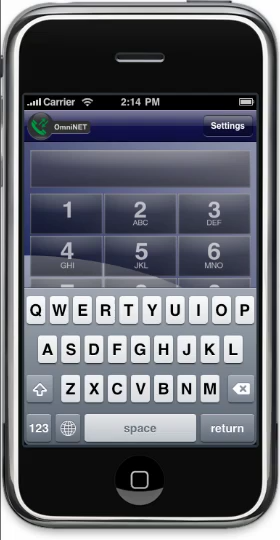 Carrier 2:14 PM
OmniNET Settings
1 2 3
ABC DEF
4 5 6
GHI JKL MNO
Q W E R T Y U I O P
A S D F G H J K L
Z X C V B N M
123 space return